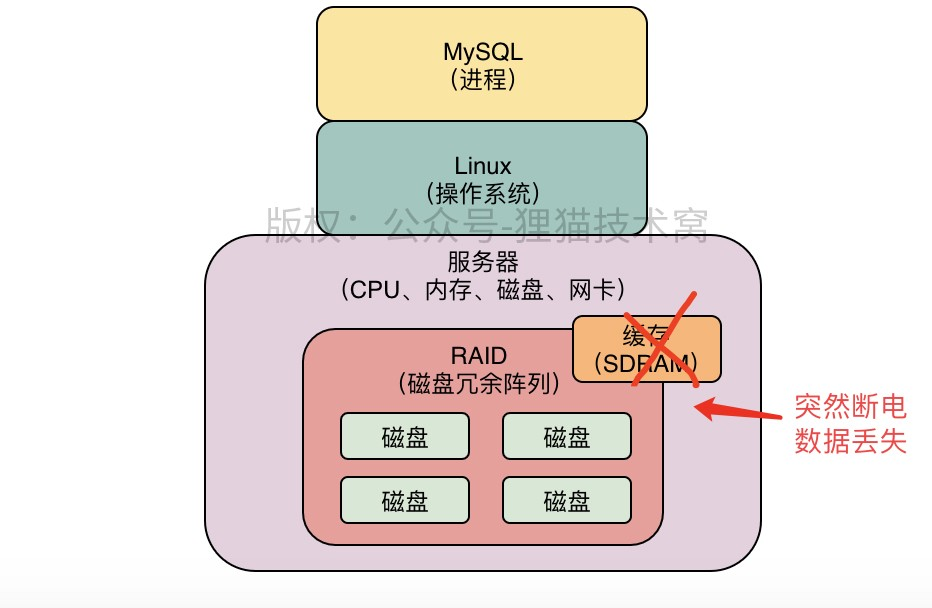 MySQL
（进程）
Linux
（操作系统）
版权：公众号-狸猫技术窝
服务器
（CPU、内存、磁盘、网卡）
缓存
（SDRAM）
RAID
（磁盘冗余阵列）
突然断电
数据丢失
磁盘
磁盘
磁盘
磁盘